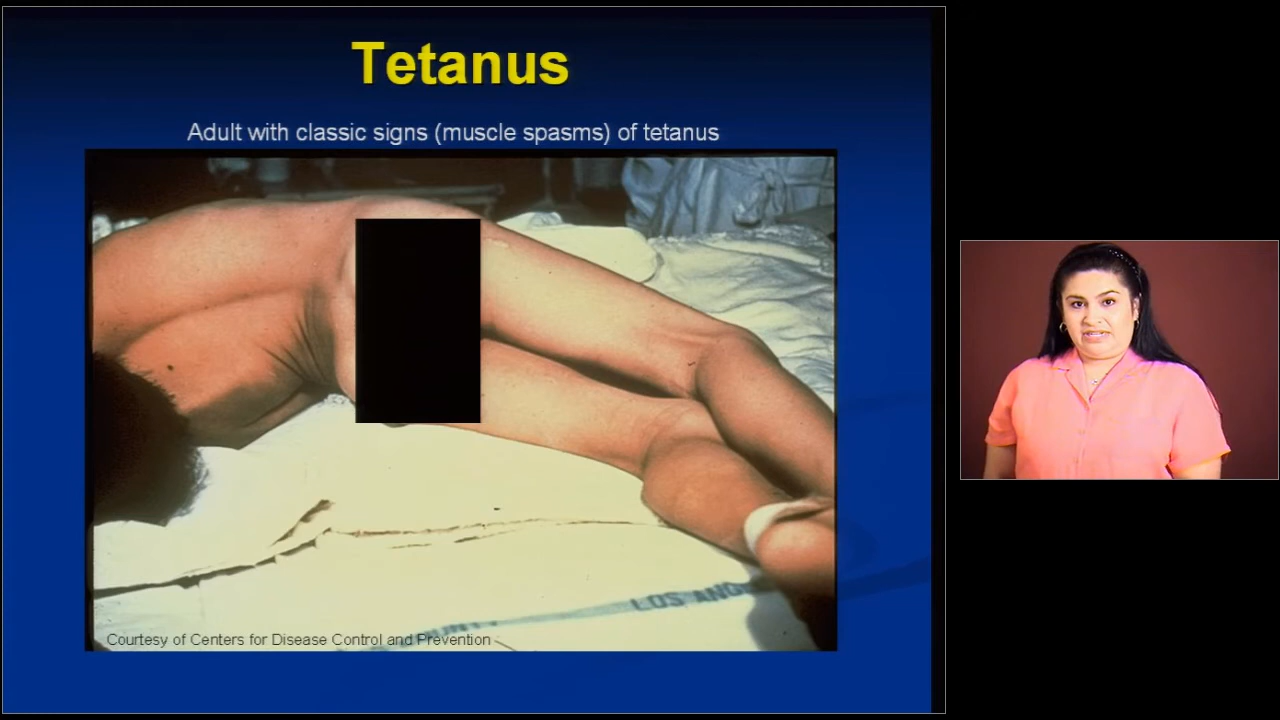 Tetanus
Adult with classic signs (muscle spasms) of tetanus
LOS ANG
Courtesy of Centers for Disease Control and Prevention